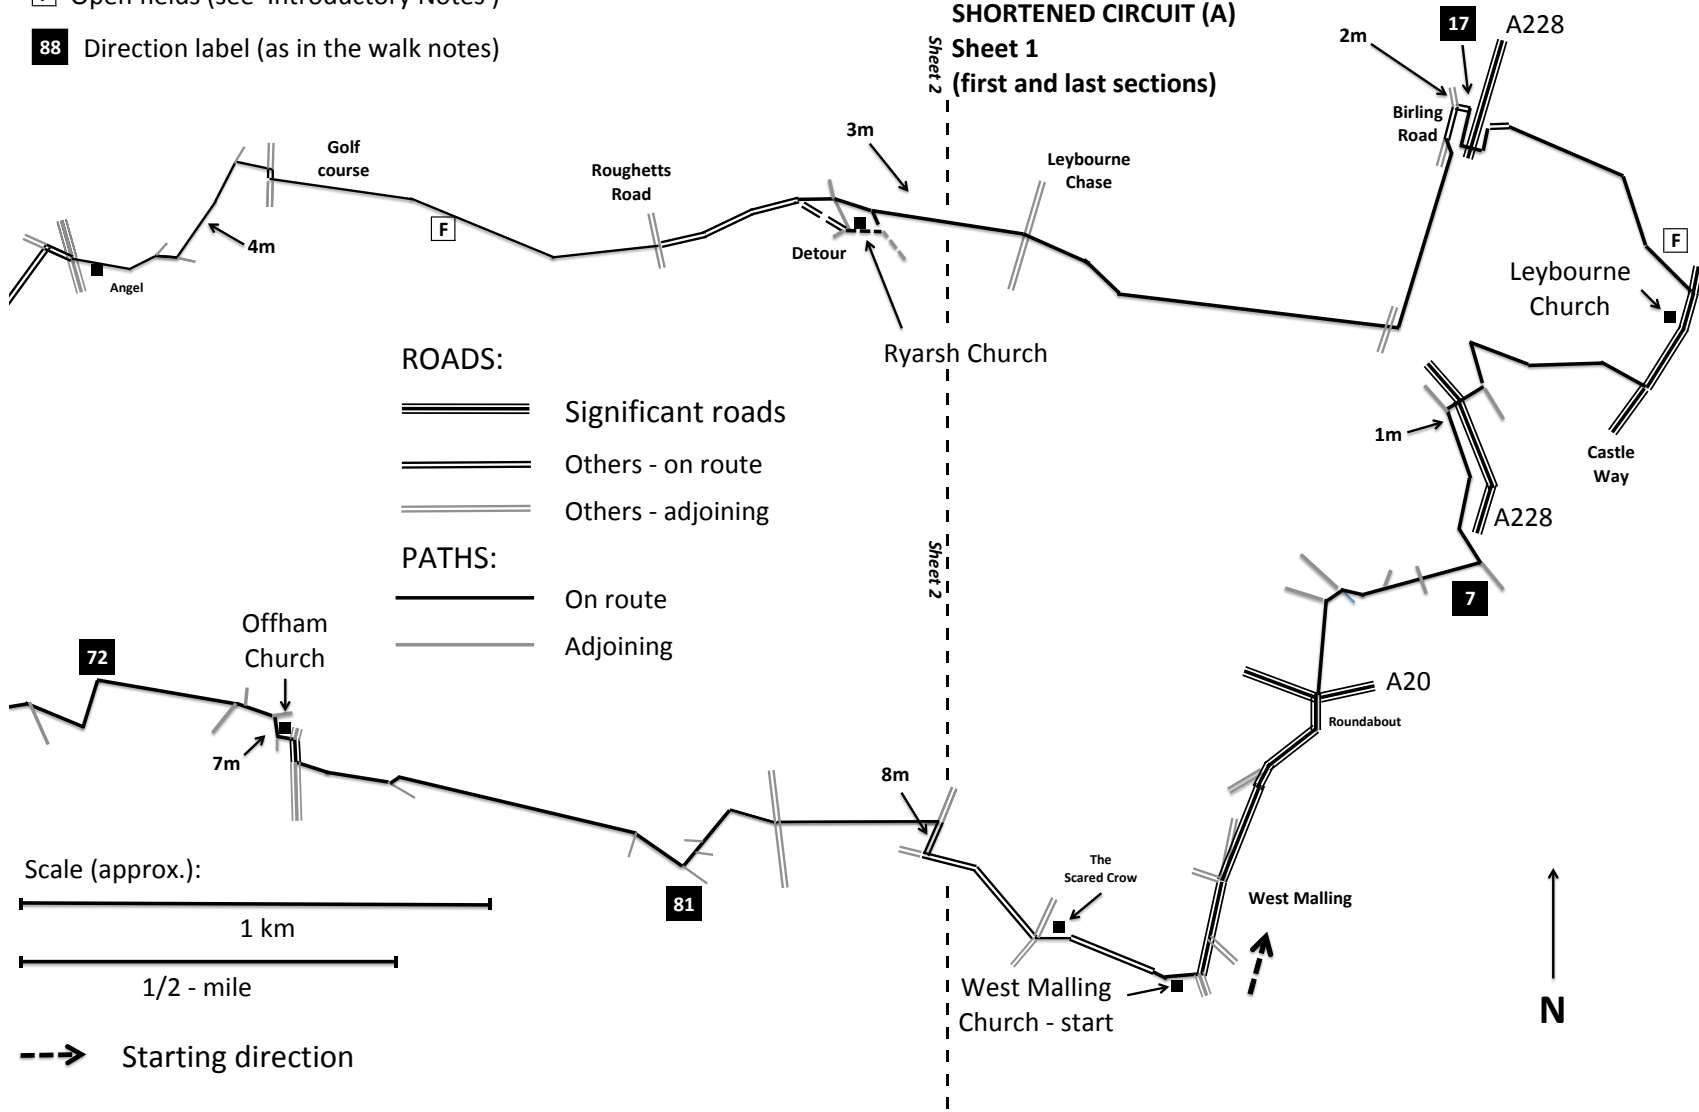 F Open fields (see 'Introductory Notes')
88 Direction label (as in the walk notes)
SHORTENED CIRCUIT (A)
Sheet 1
(first and last sections)
Sheet 2
2m
17
A228
Birling
Road
3m
Golf
course
Roughetts
Road
Leybourne
Chase
F
F
4m
Detour
Angel
Leybourne
Church
Ryarsh Church
ROADS:
Significant roads
Others - on route
Others - adjoining
PATHS:
On route
Adjoining
1m
Castle
Way
A228
Sheet 2
7
Offham
Church
72
A20
Roundabout
7m
8m
Scale (approx.):
1 km
1/2 - mile
Starting direction
81
The
Scared Crow
West Malling
West Malling
Church - start
N